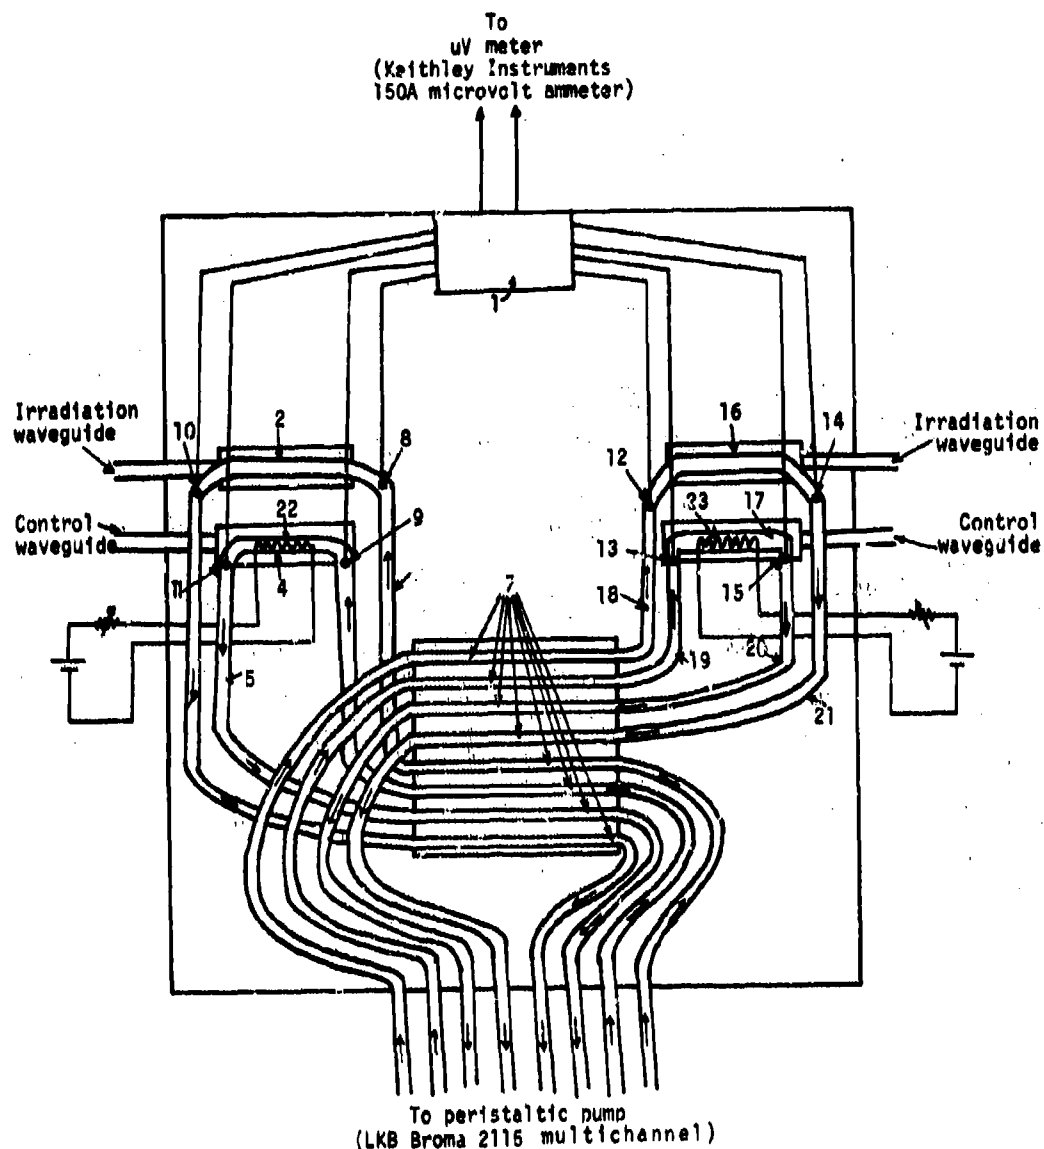 To
uV meter
(Keithley Instruments
150A microvolt ammeter)
1
Irradiation
waveguide
10
2
8
16
14
Irradiation
waveguide
12
Control
waveguide
22
9
33
17
Control
waveguide
13
11
4
15
18
7
5
19
20
21
To peristaltic pump
(LKB Broma 2115 multichannel)